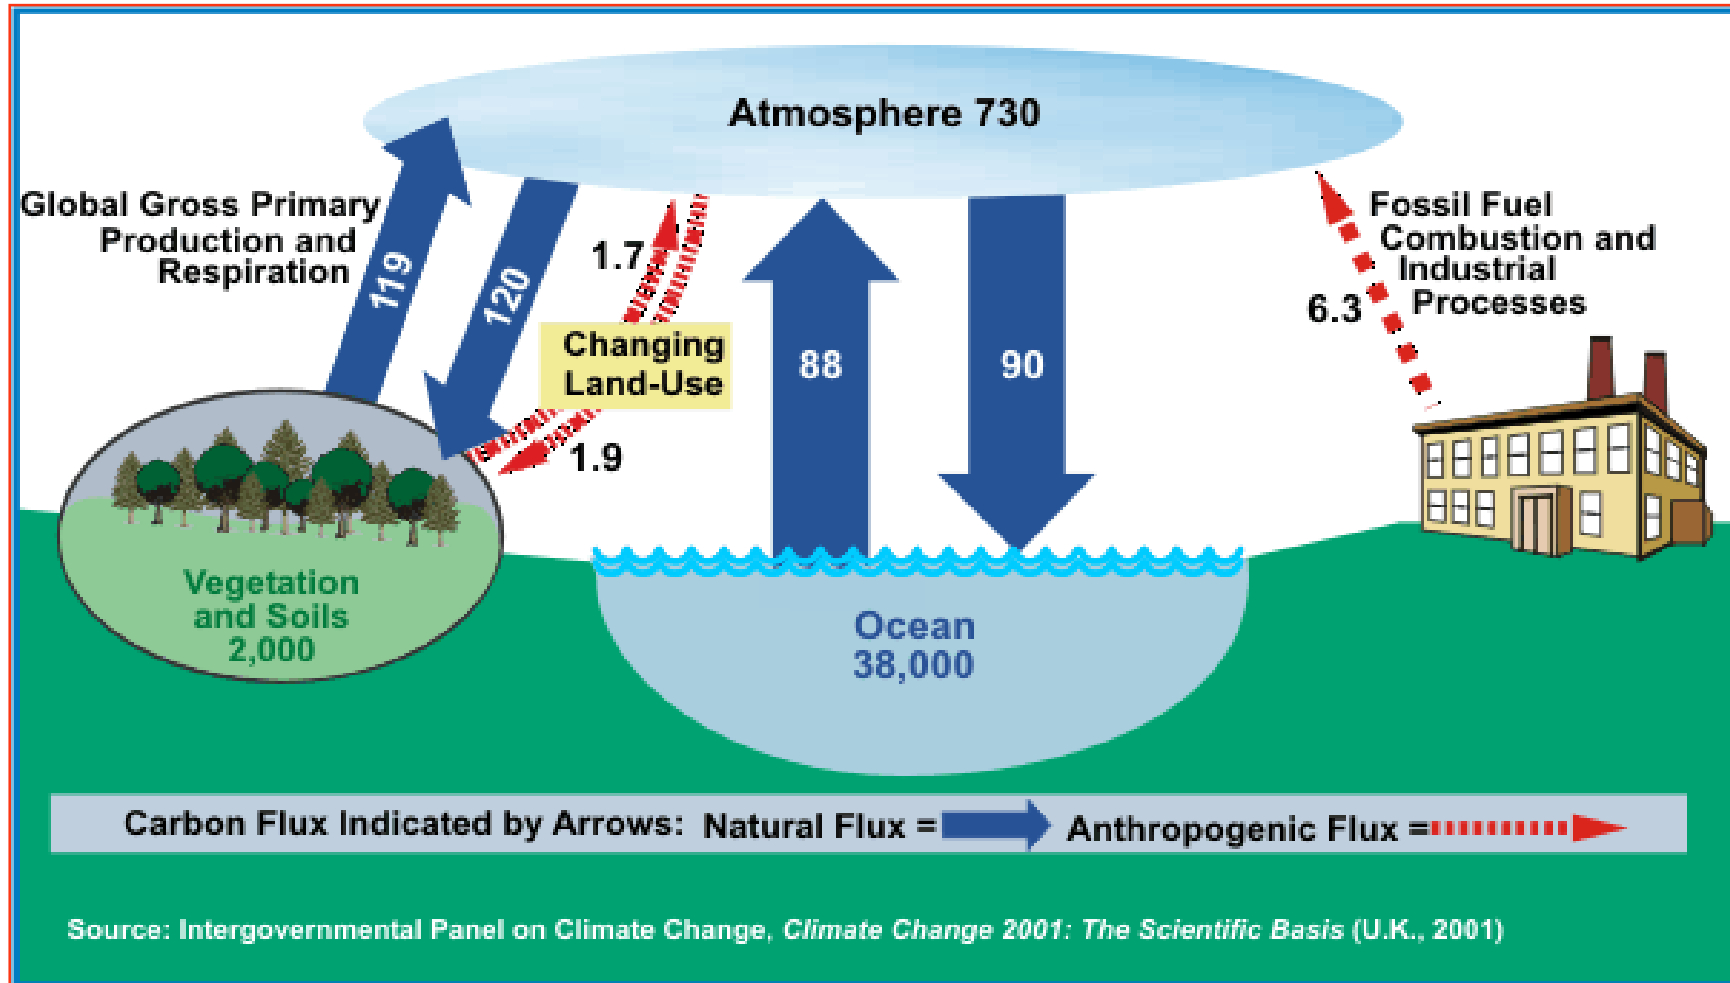 Atmosphere 730
Global Gross Primary
Production and
Respiration
119
120
1.7
Changing
Land-Use
1.9
88
90
Fossil Fuel
Combustion and
Industrial
Processes
6.3
Vegetation
and Soils
2,000
Ocean
38,000
Carbon Flux Indicated by Arrows: Natural Flux = Anthropogenic Flux =
Source: Intergovernmental Panel on Climate Change, Climate Change 2001: The Scientific Basis (U.K., 2001)